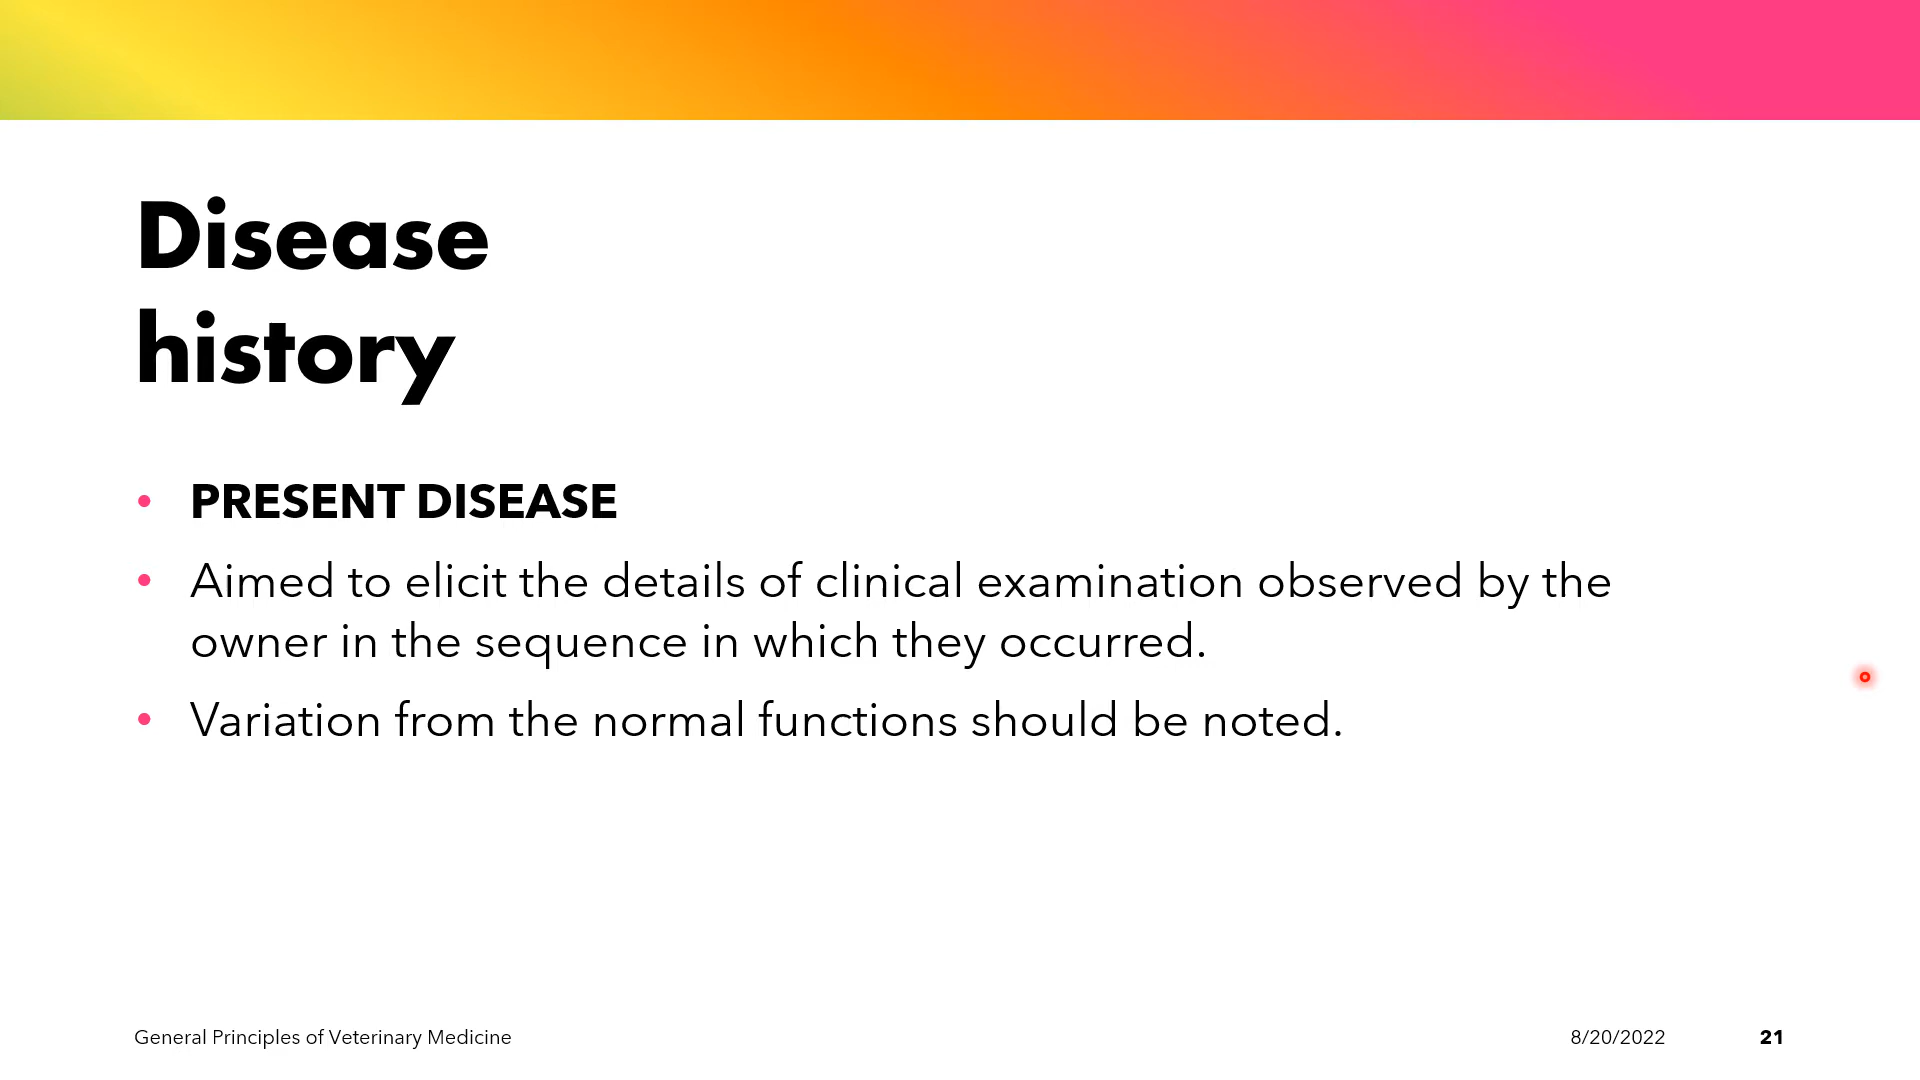 Disease
history
• PRESENT DISEASE
• Aimed to elicit the details of clinical examination observed by the
owner in the sequence in which they occurred.
• Variation from the normal functions should be noted.
General Principles of Veterinary Medicine
8/20/2022
21